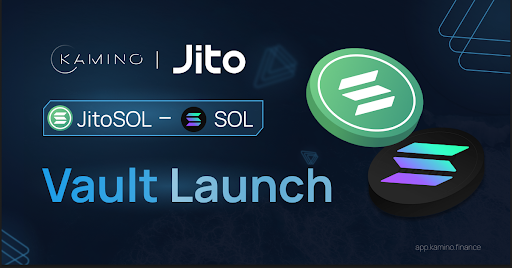 KAMINO | Jito
JitoSOL – SOL
Vault Launch
app.kamino.finance